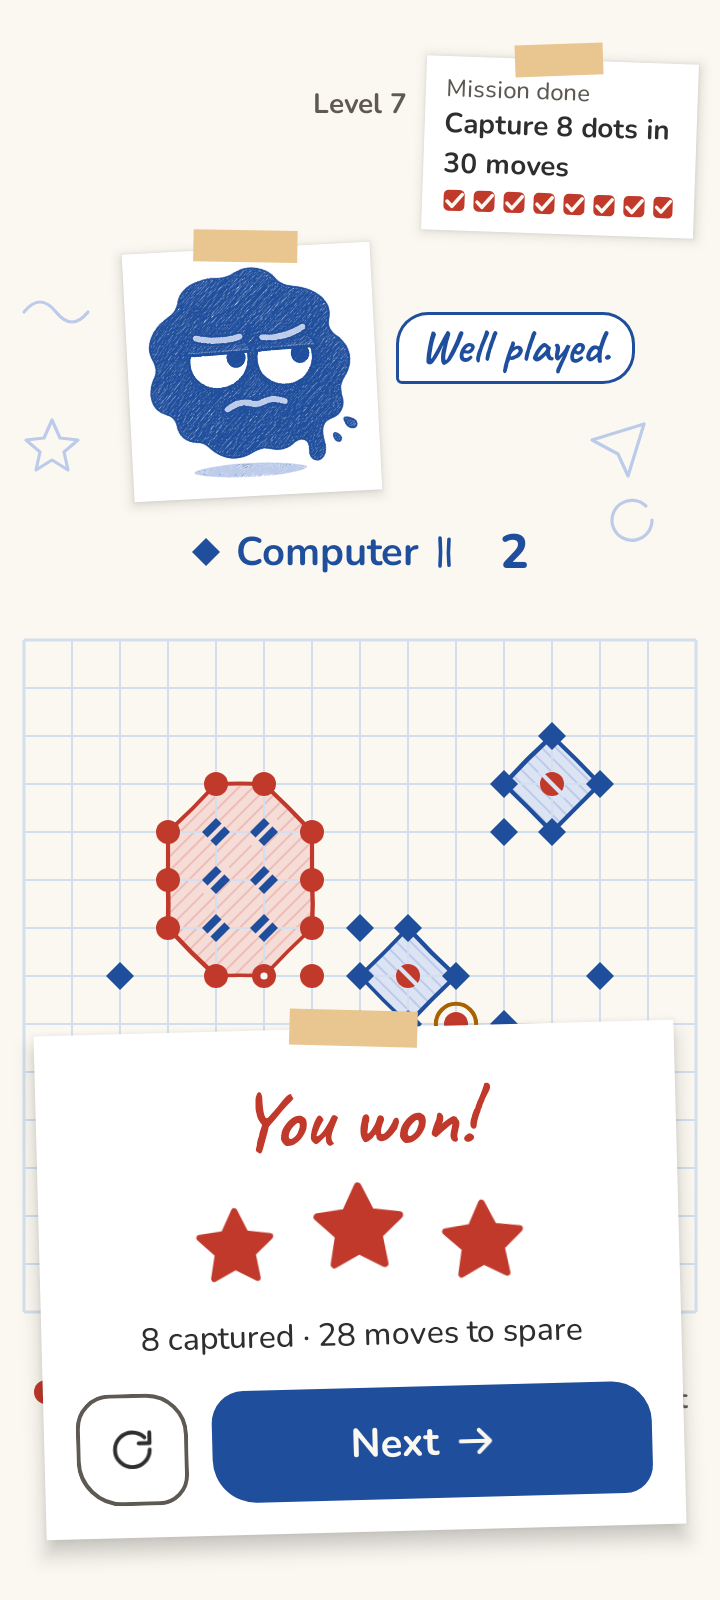 Level 7
Mission done
Capture 8 dots in
30 moves
Well played.
Computer 2
You won!
8 captured · 28 moves to spare
Next →